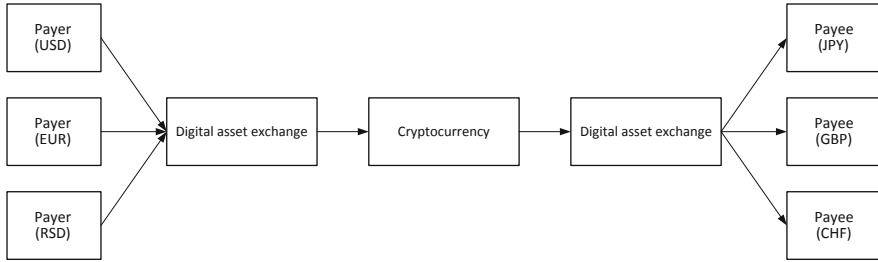 Payer
(USD)
Payer
(EUR)
Payer
(RSD)
Digital asset exchange
Cryptocurrency
Digital asset exchange
Payee
(JPY)
Payee
(GBP)
Payee
(CHF)